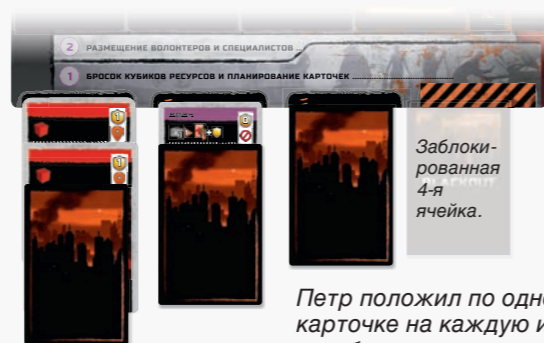 2 РАЗМЕЩЕНИЕ ВОЛОНТЕРОВ И СПЕЦИАЛИСТОВ
1 БРОСОК КУБИКОВ РЕСУРСОВ И ПЛАНИРОВАНИЕ КАРТОЧЕК
Заблоки-
рованная
4-я
ячейка.
Петр положил по одно
карточке на каждую и